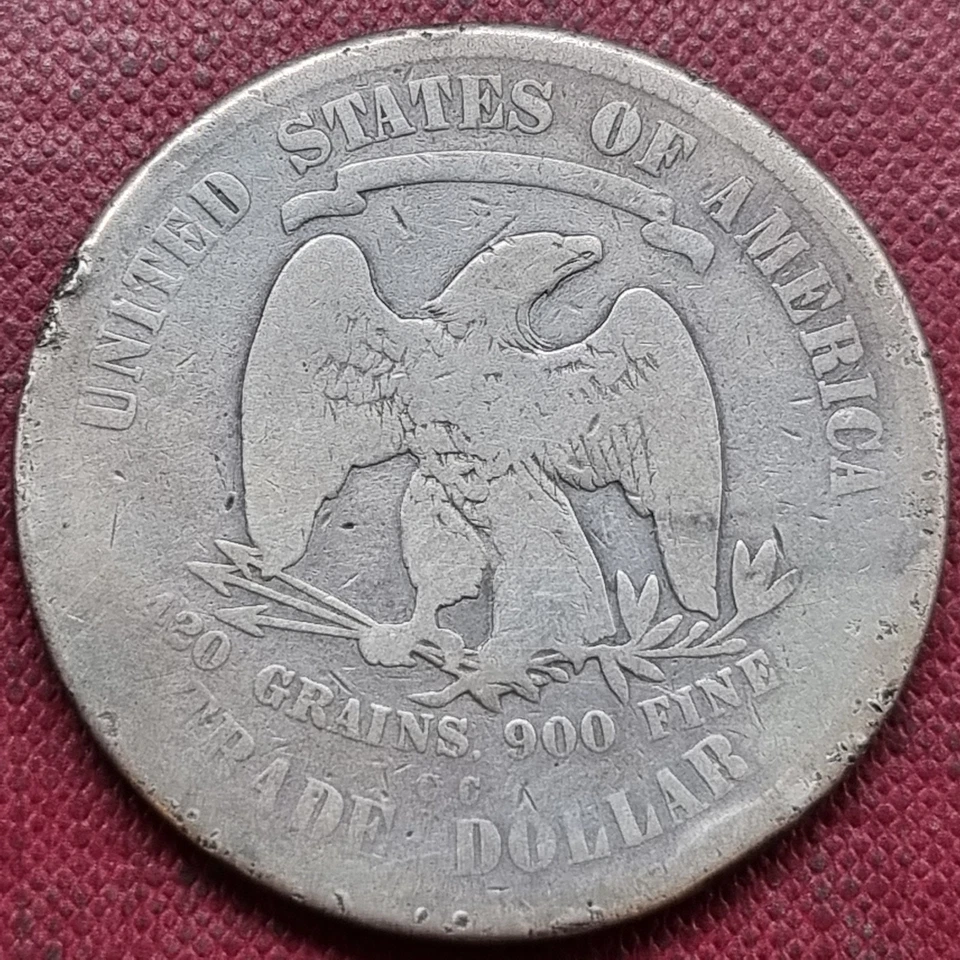 UNITED STATES OF AMERICA
420 GRAINS, 900 FINE
CC
TRADE DOLLAR